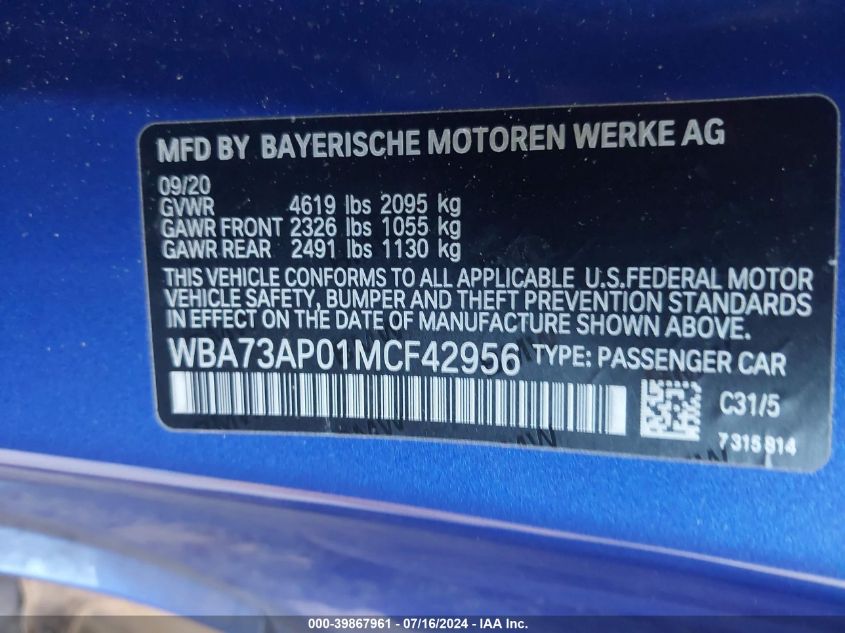 MFD BY BAYERISCHE MOTOREN WERKE AG
09/20
GVWR 4619 lbs 2095 kg
GAWR FRONT 2326 lbs 1055 kg
GAWR REAR 2491 lbs 1130 kg
THIS VEHICLE CONFORMS TO ALL APPLICABLE U.S.FEDERAL MOTOR
VEHICLE SAFETY, BUMPER AND THEFT PREVENTION STANDARDS
IN EFFECT ON THE DATE OF MANUFACTURE SHOWN ABOVE.
WBA73AP01MCF42956 TYPE: PASSENGER CAR
C31/5
7315814
000-39867961 - 07/16/2024 - IAA Inc.